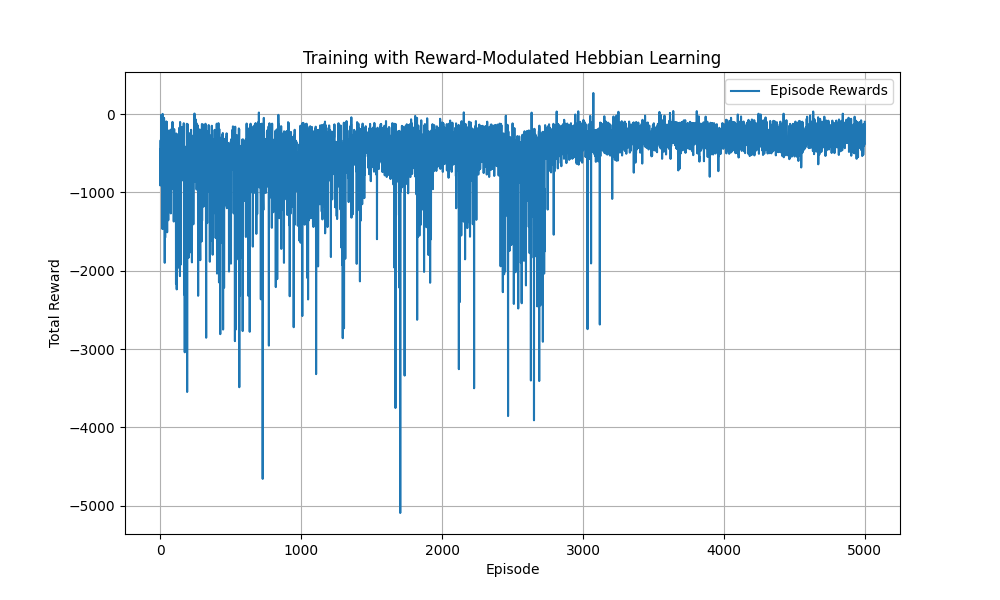 Training with Reward-Modulated Hebbian Learning
Episode Rewards
0
−1000
−2000
−3000
−4000
−5000
Total Reward
0 1000 2000 3000 4000 5000
Episode